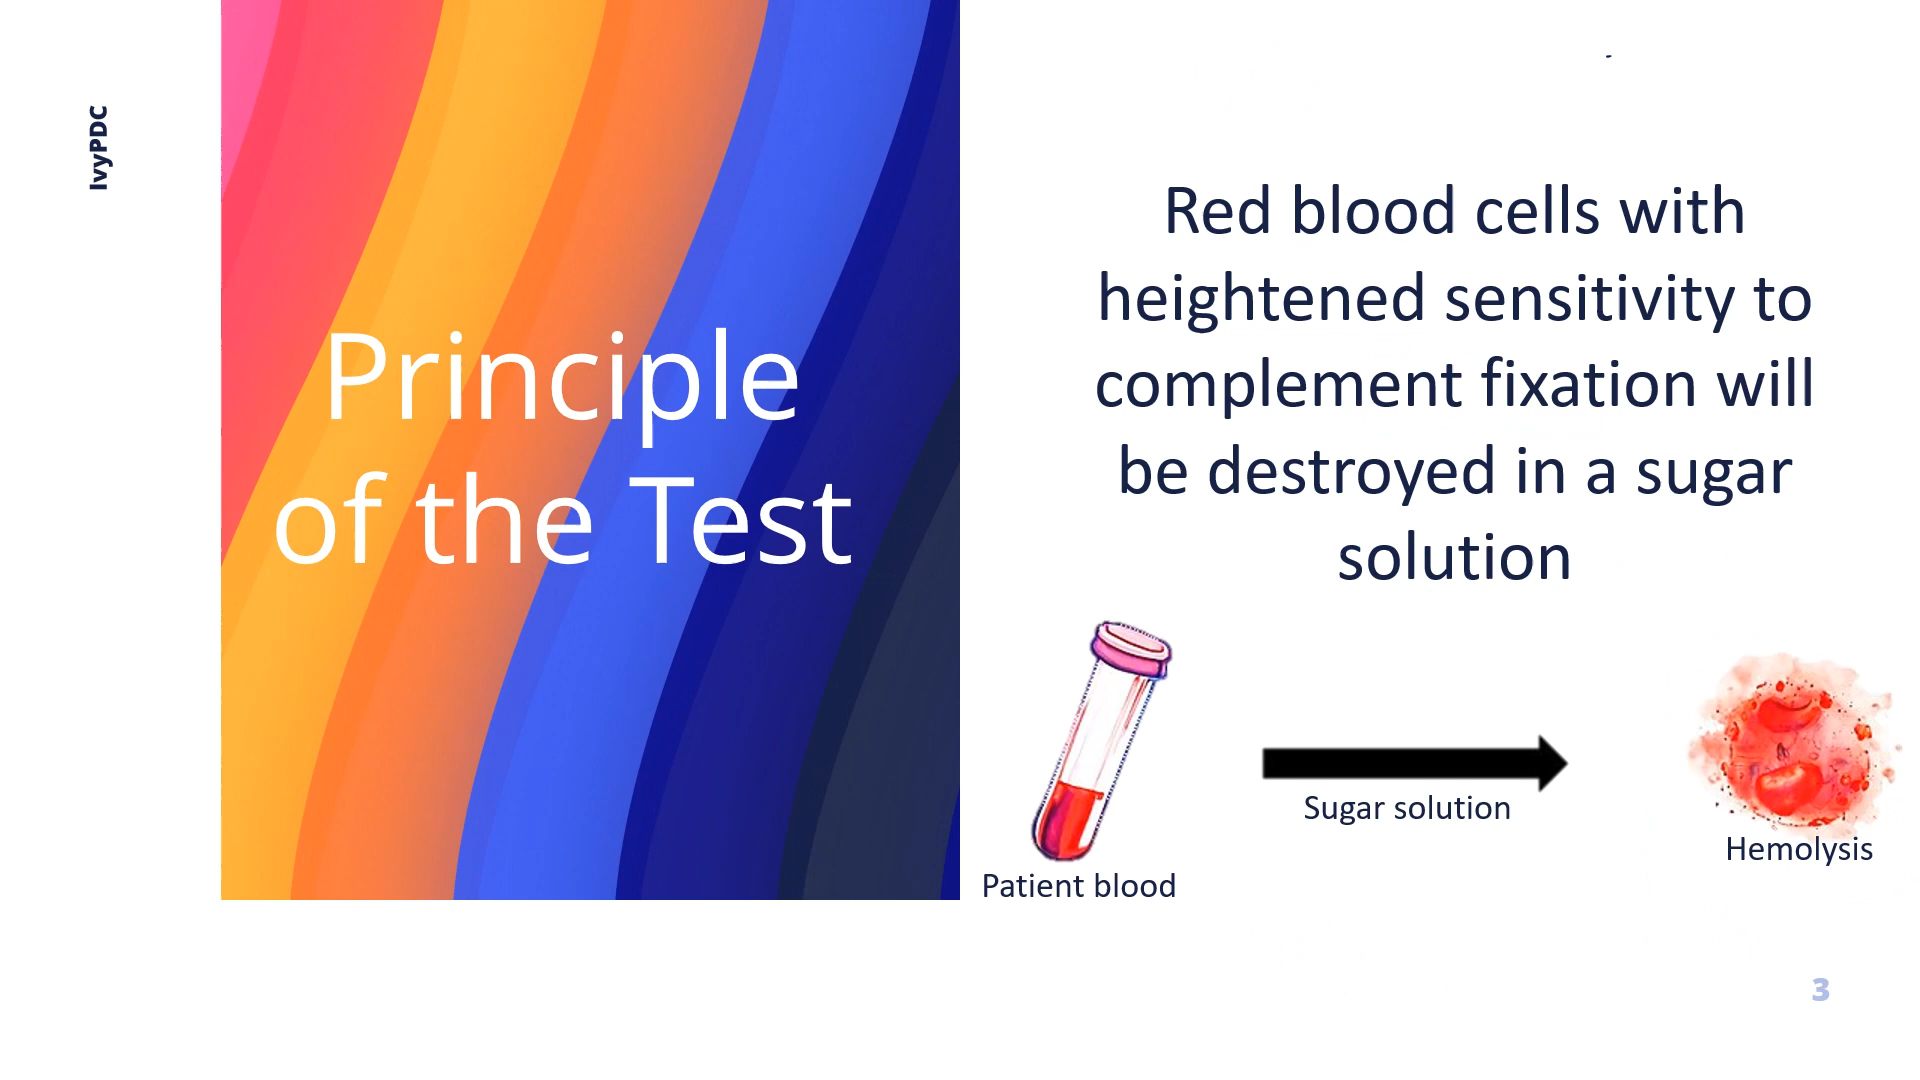 IvyPDC
Principle
of the Test
Red blood cells with
heightened sensitivity to
complement fixation will
be destroyed in a sugar
solution
Sugar solution
Hemolysis
Patient blood
3